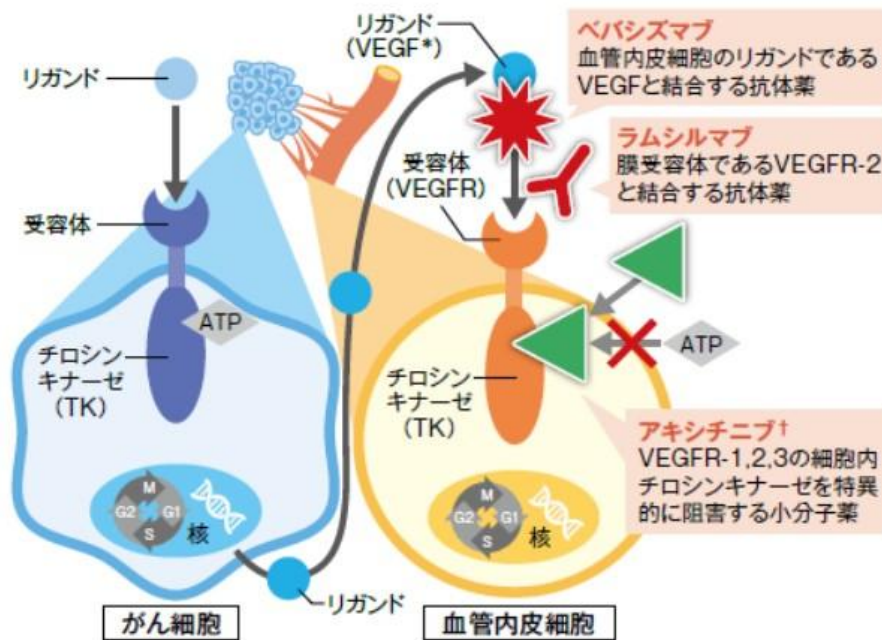 リガンド
受容体
ATP
チロシン
キナーゼ
(TK)
M
G2
G1
S
核
がん細胞
リガンド
リガンド
(VEGF*)
受容体
(VEGFR)
チロシン
キナーゼ
(TK)
ATP
M
G2
G1
S
核
血管内皮細胞
ベバシズマブ
血管内皮細胞のリガンドである
VEGFと結合する抗体薬
ラムシルマブ
膜受容体であるVEGFR-2
と結合する抗体薬
アキシチニブ†
VEGFR-1,2,3の細胞内
チロシンキナーゼを特異
的に阻害する小分子薬